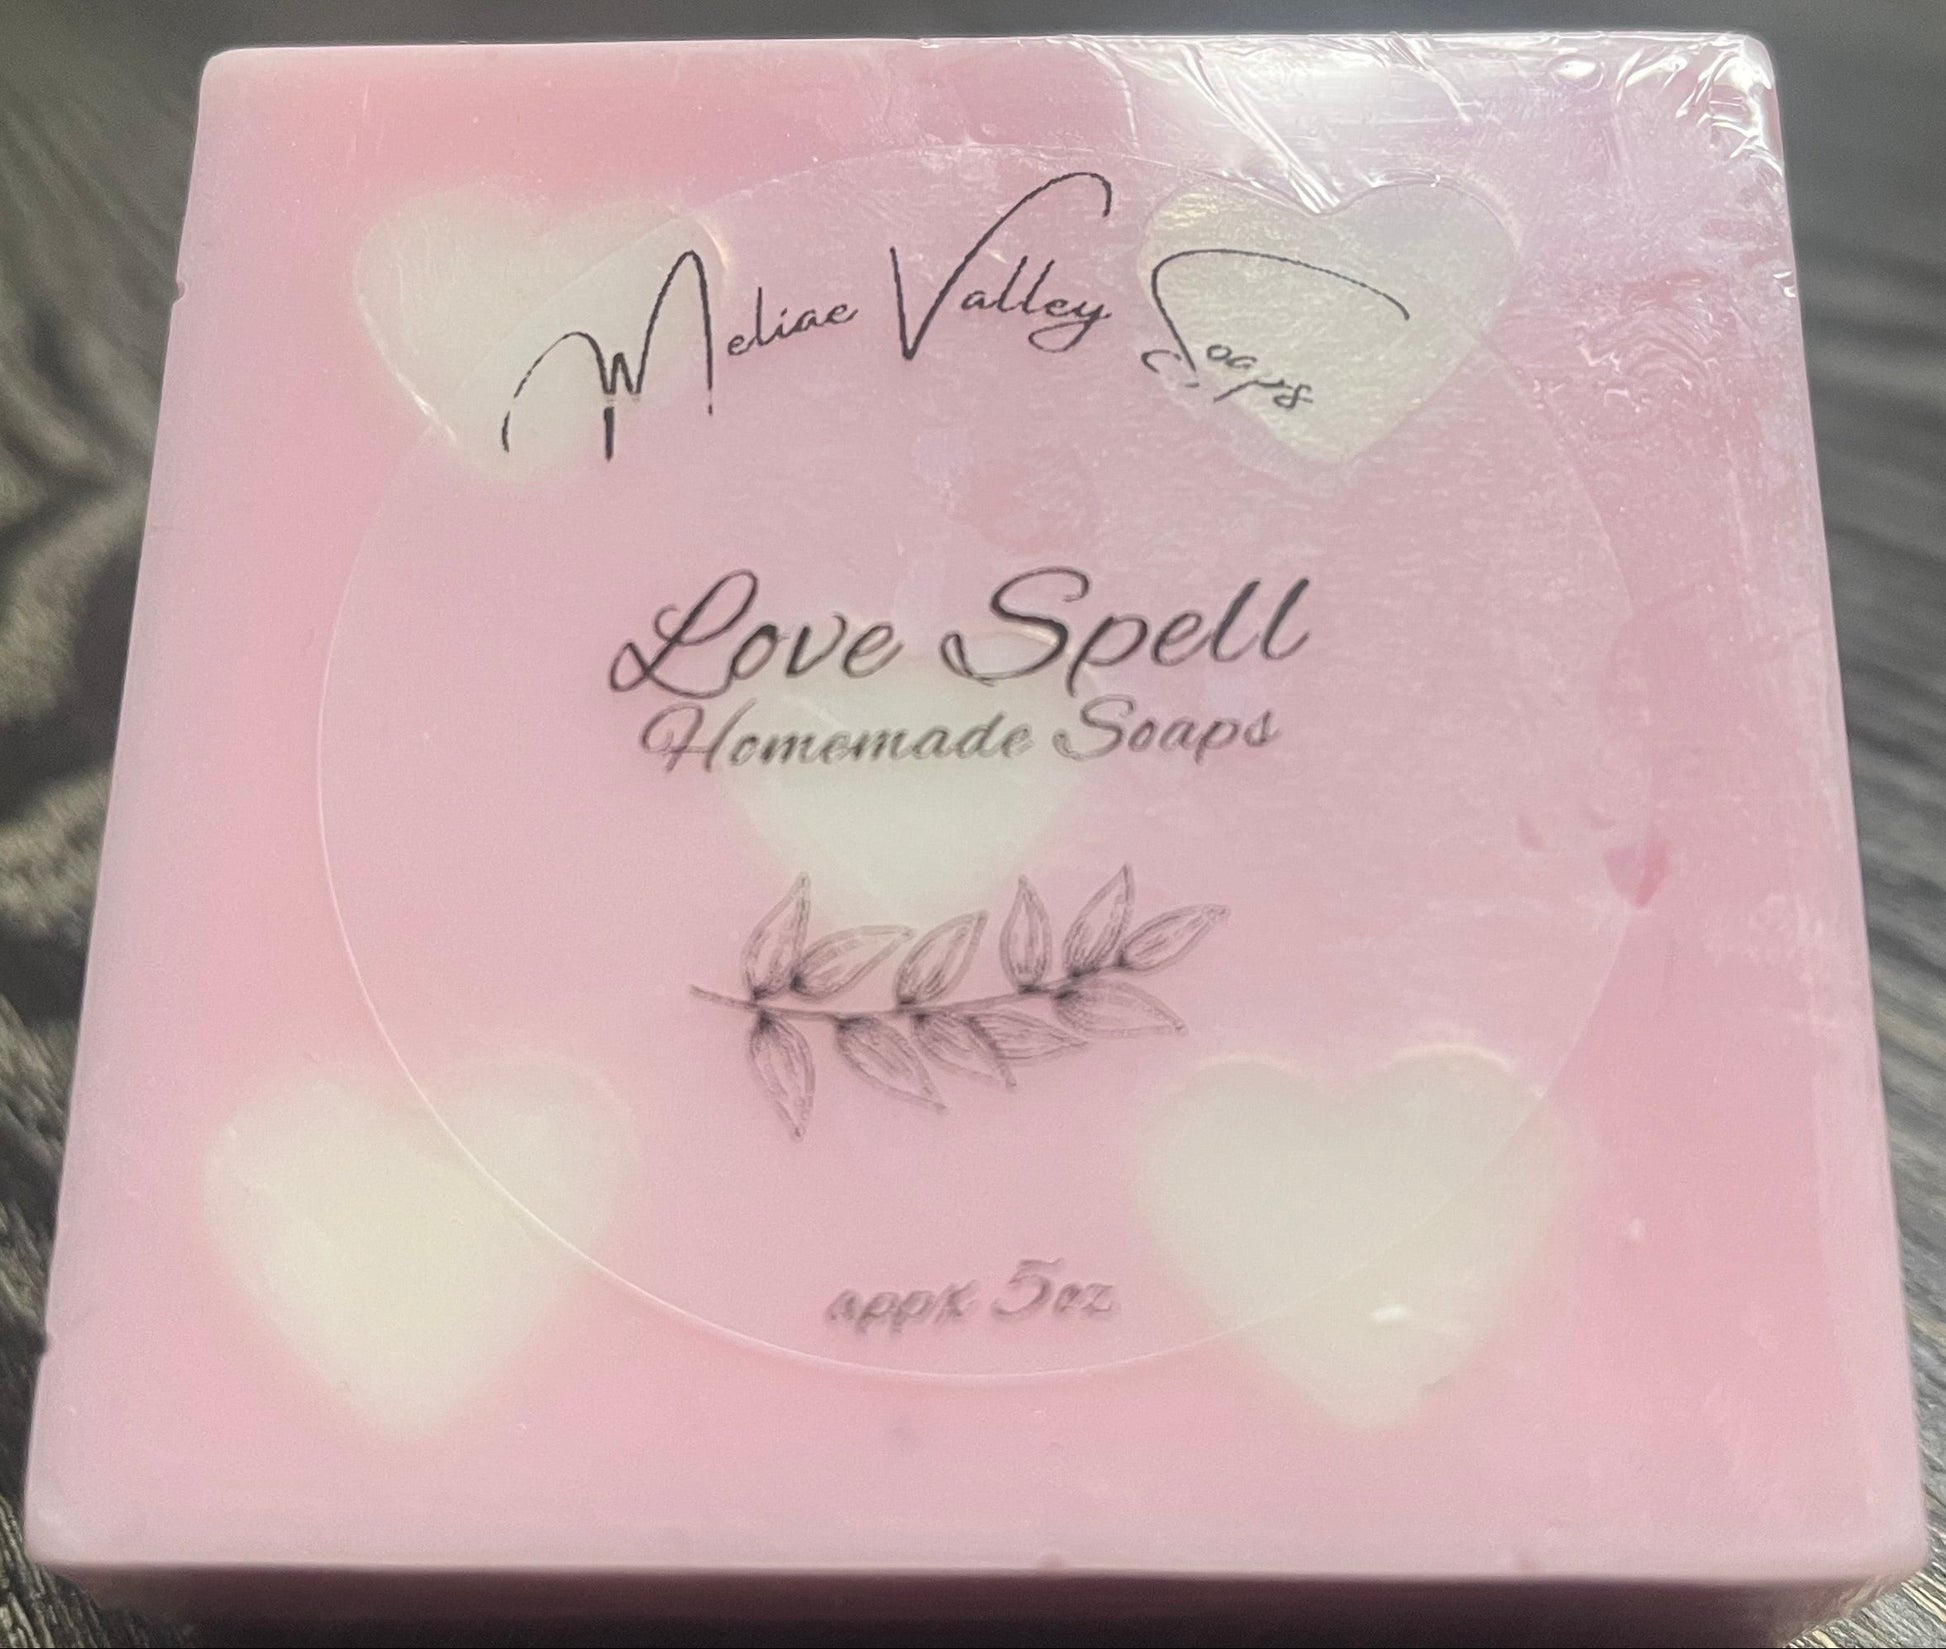 Meliae Valley Soaps
Love Spell
Homemade Soaps
appx 5oz